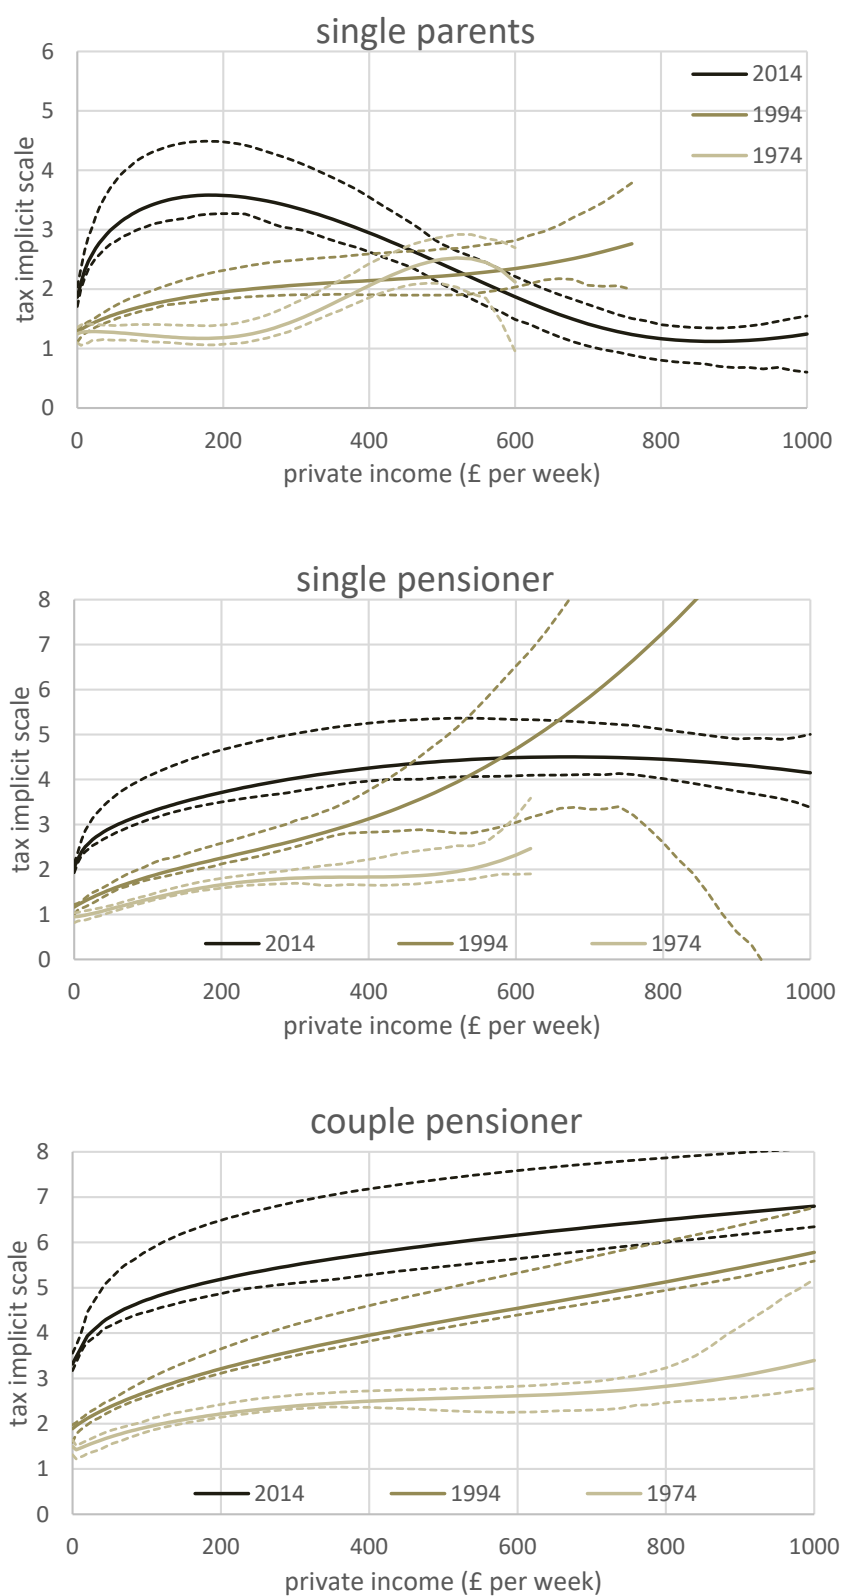 single parents
6
5
4
3
2
1
0
tax implicit scale
2014
1994
1974
0 200 400 600 800 1000
private income (£ per week)
single pensioner
8
7
6
5
4
3
2
1
0
tax implicit scale
2014 1994 1974
0 200 400 600 800 1000
private income (£ per week)
couple pensioner
8
7
6
5
4
3
2
1
0
tax implicit scale
2014 1994 1974
0 200 400 600 800 1000
private income (£ per week)